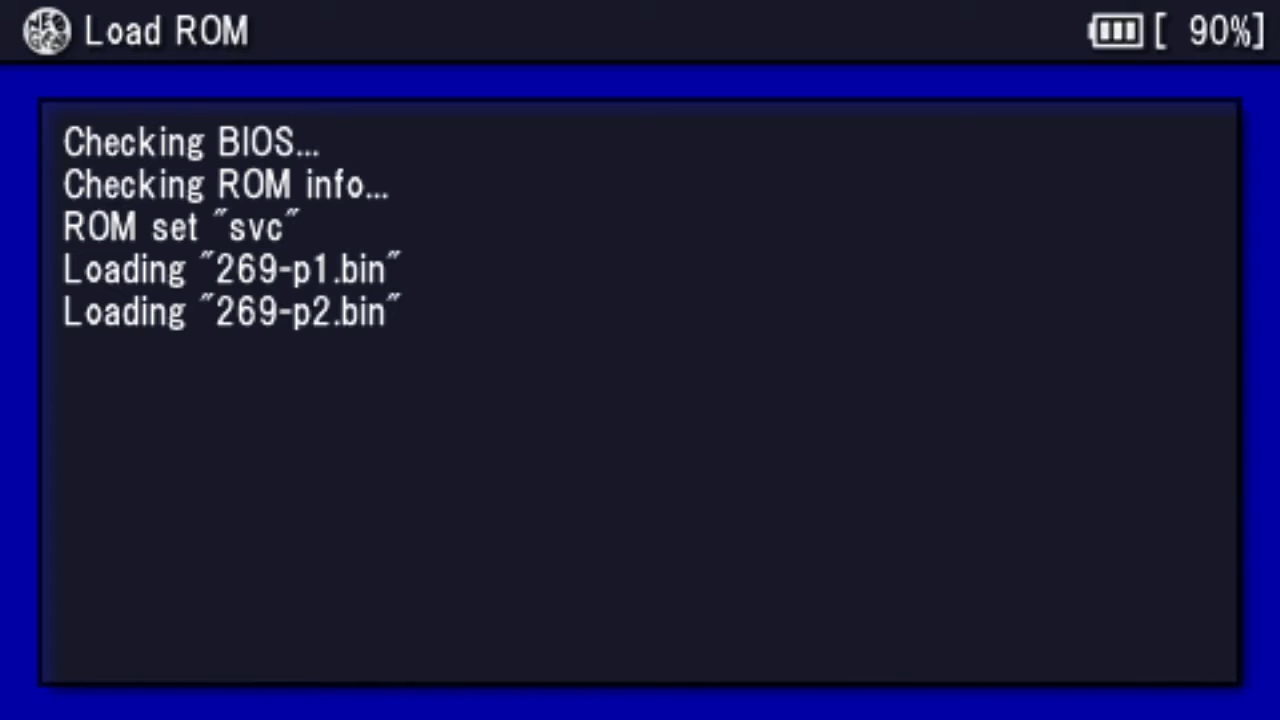 Load ROM
[ 90%]
Checking BIOS...
Checking ROM info...
ROM set "svc"
Loading "269-p1.bin"
Loading "269-p2.bin"